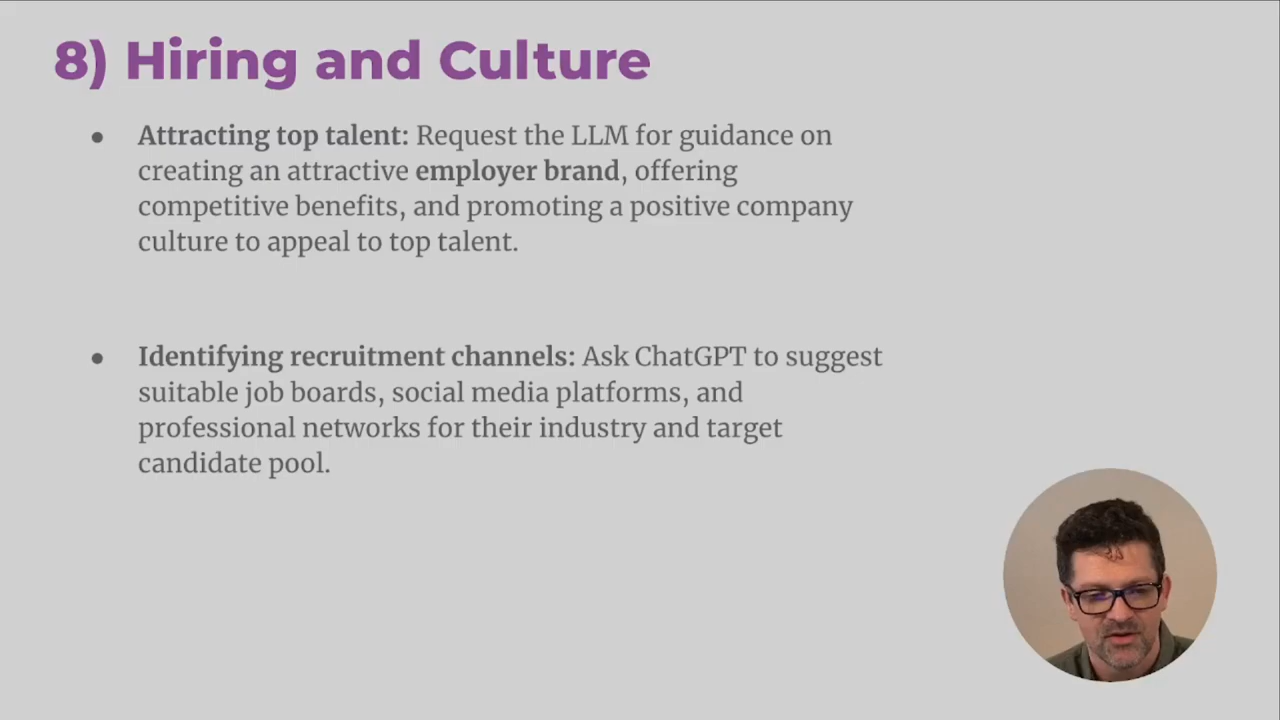 8) Hiring and Culture
● Attracting top talent: Request the LLM for guidance on
creating an attractive employer brand, offering
competitive benefits, and promoting a positive company
culture to appeal to top talent.
● Identifying recruitment channels: Ask ChatGPT to suggest
suitable job boards, social media platforms, and
professional networks for their industry and target
candidate pool.